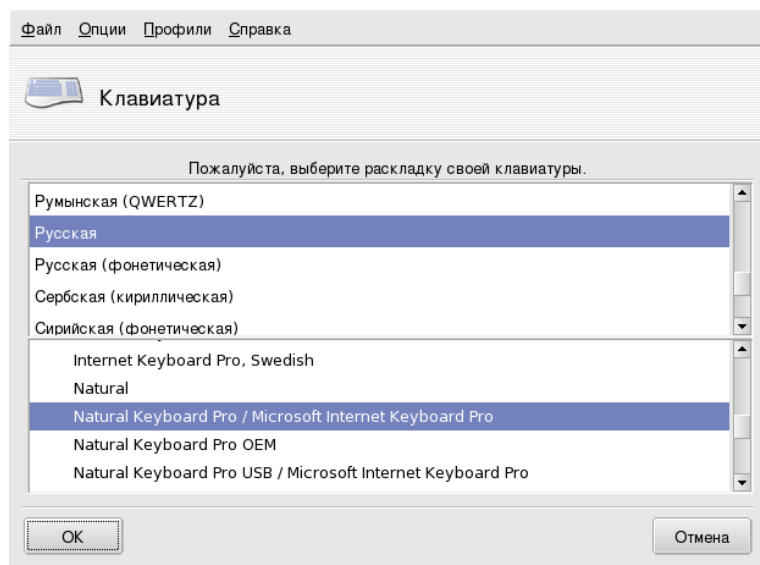 Файл Опции Профили Справка
Клавиатура
Пожалуйста, выберите раскладку своей клавиатуры.
Румынская (QWERTZ)
Русская
Русская (фонетическая)
Сербская (кириллическая)
Сирийская (фонетическая)
Internet Keyboard Pro, Swedish
Natural
Natural Keyboard Pro / Microsoft Internet Keyboard Pro
Natural Keyboard Pro OEM
Natural Keyboard Pro USB / Microsoft Internet Keyboard Pro
OK Отмена